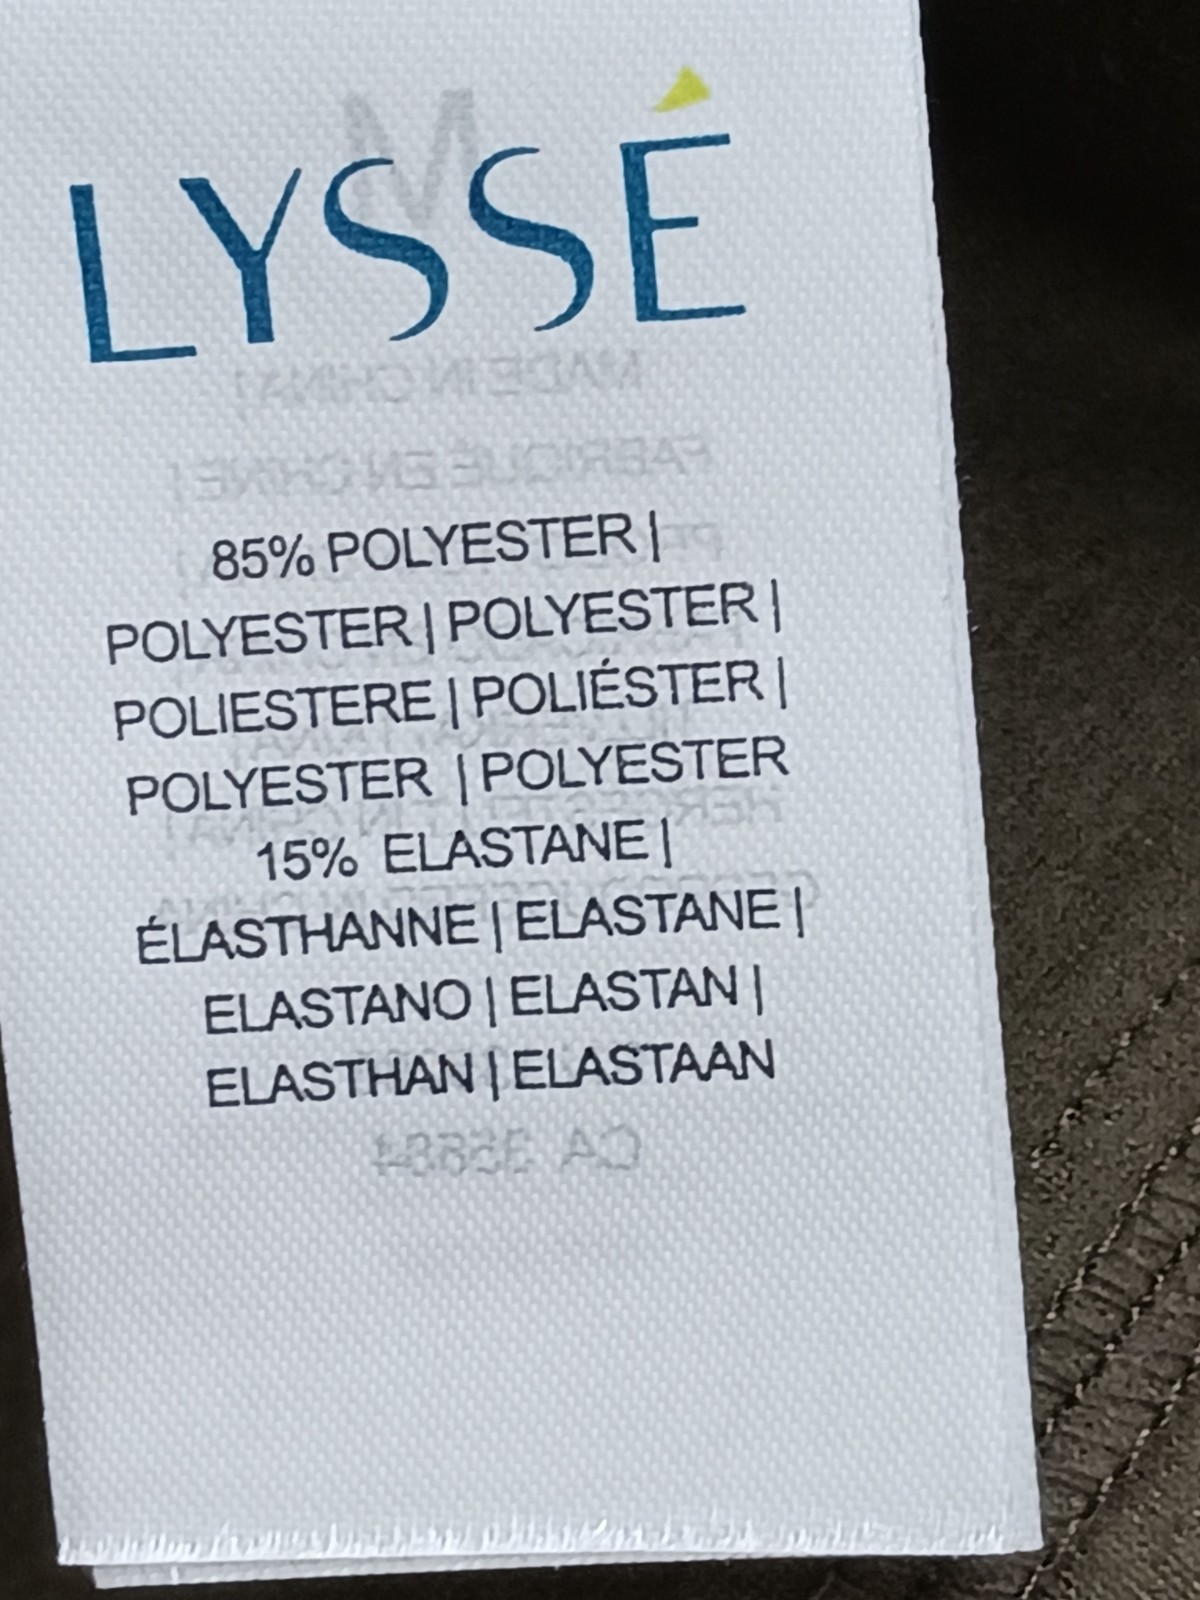 LYSSÉ
85% POLYESTER |
POLYESTER | POLYESTER |
POLIESTERE | POLIÉSTER |
POLYESTER | POLYESTER
15% ELASTANE |
ÉLASTHANNE | ELASTANE |
ELASTANO | ELASTAN |
ELASTHAN | ELASTAAN